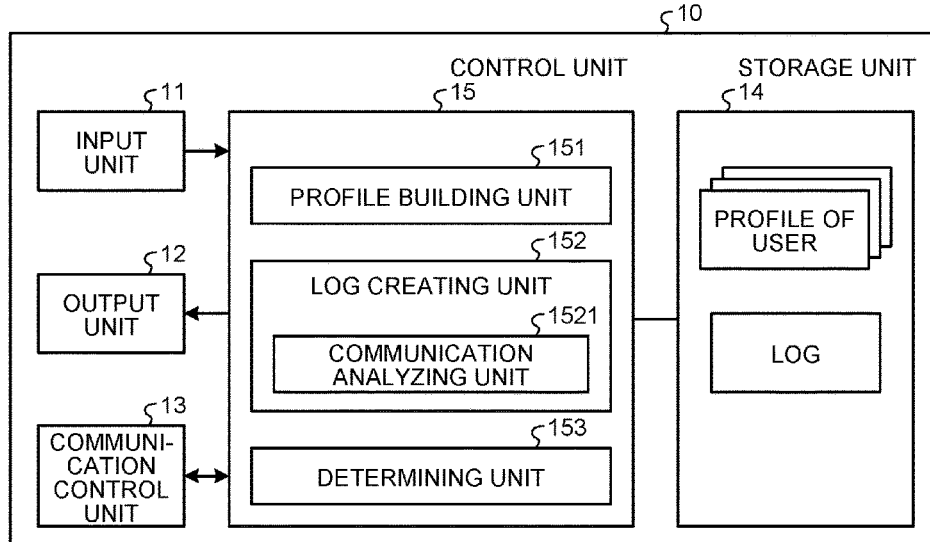 10
CONTROL UNIT
STORAGE UNIT
11
15
14
INPUT
UNIT
151
PROFILE BUILDING UNIT
PROFILE OF
USER
12
152
OUTPUT
UNIT
LOG CREATING UNIT
1521
COMMUNICATION
ANALYZING UNIT
LOG
13
COMMUNI-
CATION
CONTROL
UNIT
153
DETERMINING UNIT